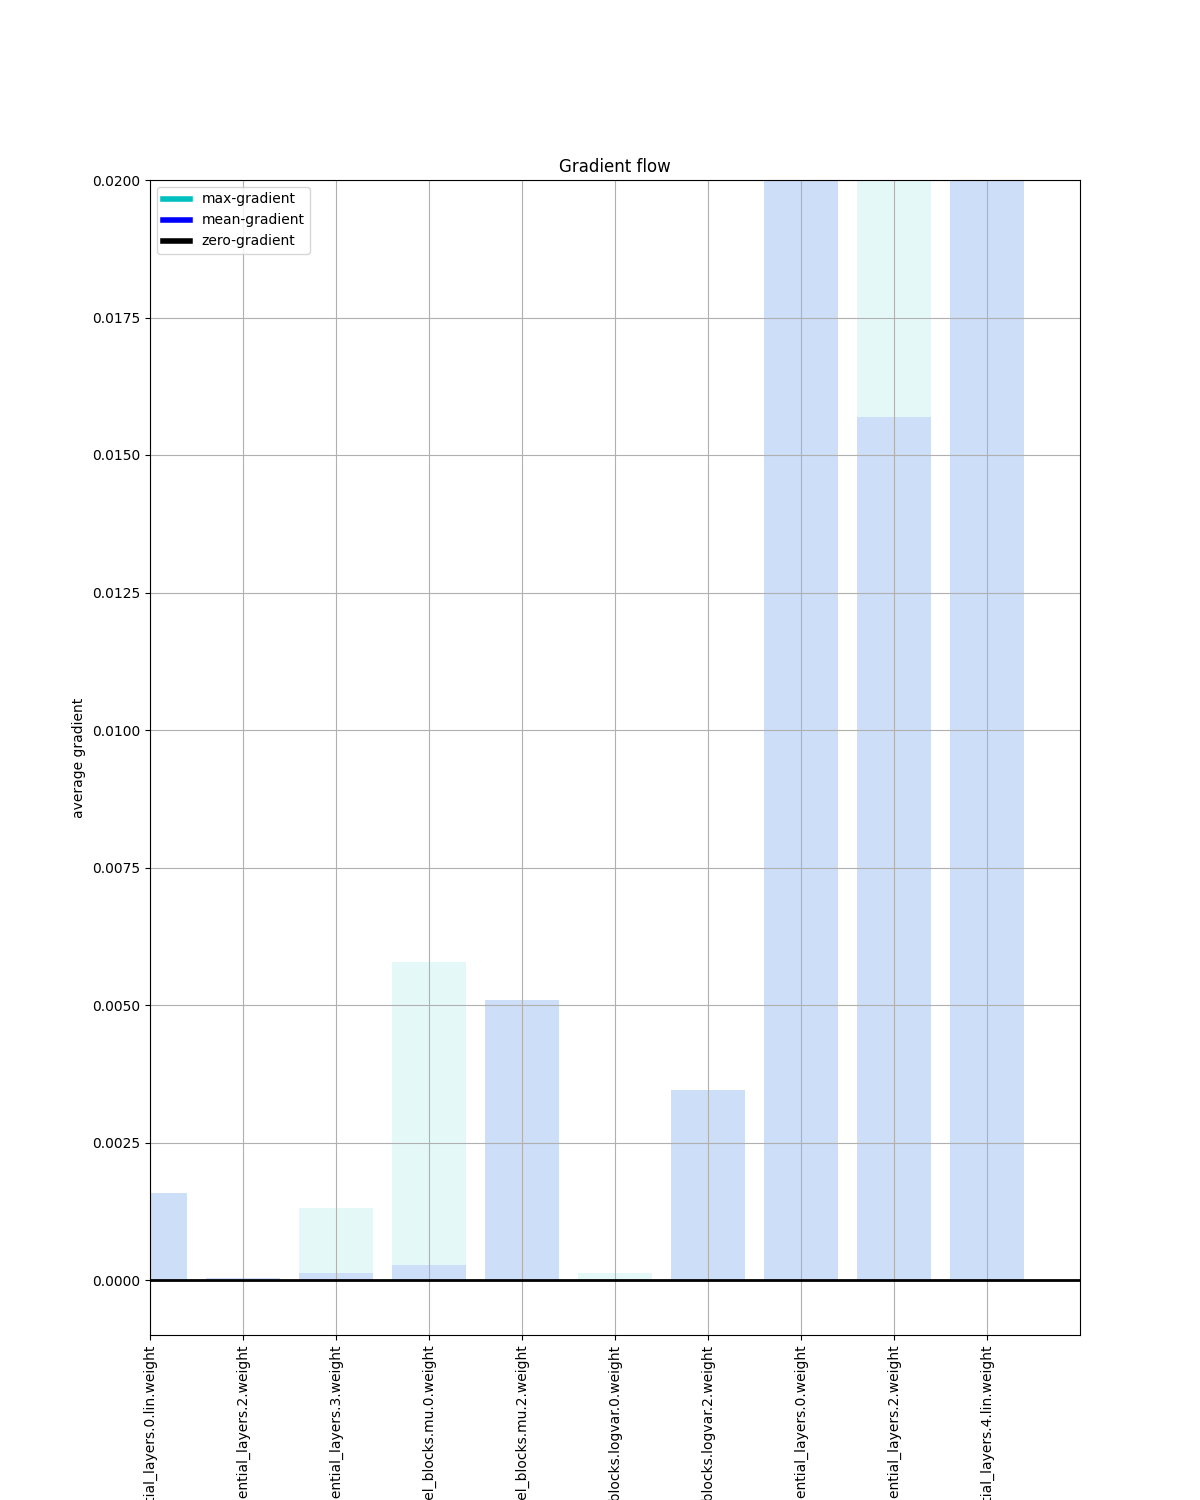 Gradient flow
max-gradient
mean-gradient
zero-gradient
0.0200
0.0175
0.0150
0.0125
0.0100
0.0075
0.0050
0.0025
0.0000
average gradient
tial_layers.0.lin.weight
ential_layers.2.weight
ential_layers.3.weight
el_blocks.mu.0.weight
el_blocks.mu.2.weight
blocks.logvar.0.weight
blocks.logvar.2.weight
ential_layers.0.weight
ential_layers.2.weight
tial_layers.4.lin.weight